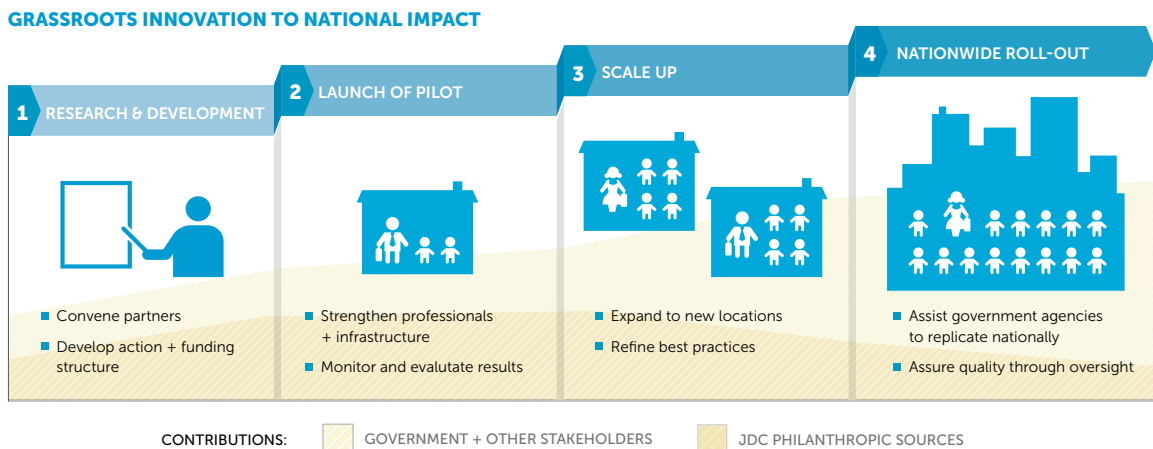 GRASSROOTS INNOVATION TO NATIONAL IMPACT
1 RESEARCH & DEVELOPMENT
2 LAUNCH OF PILOT
3 SCALE UP
4 NATIONWIDE ROLL-OUT
Convene partners
Develop action + funding
structure
Strengthen professionals
+ infrastructure
Monitor and evalutate results
Expand to new locations
Refine best practices
Assist government agencies
to replicate nationally
Assure quality through oversight
CONTRIBUTIONS:
GOVERNMENT + OTHER STAKEHOLDERS
JDC PHILANTHROPIC SOURCES